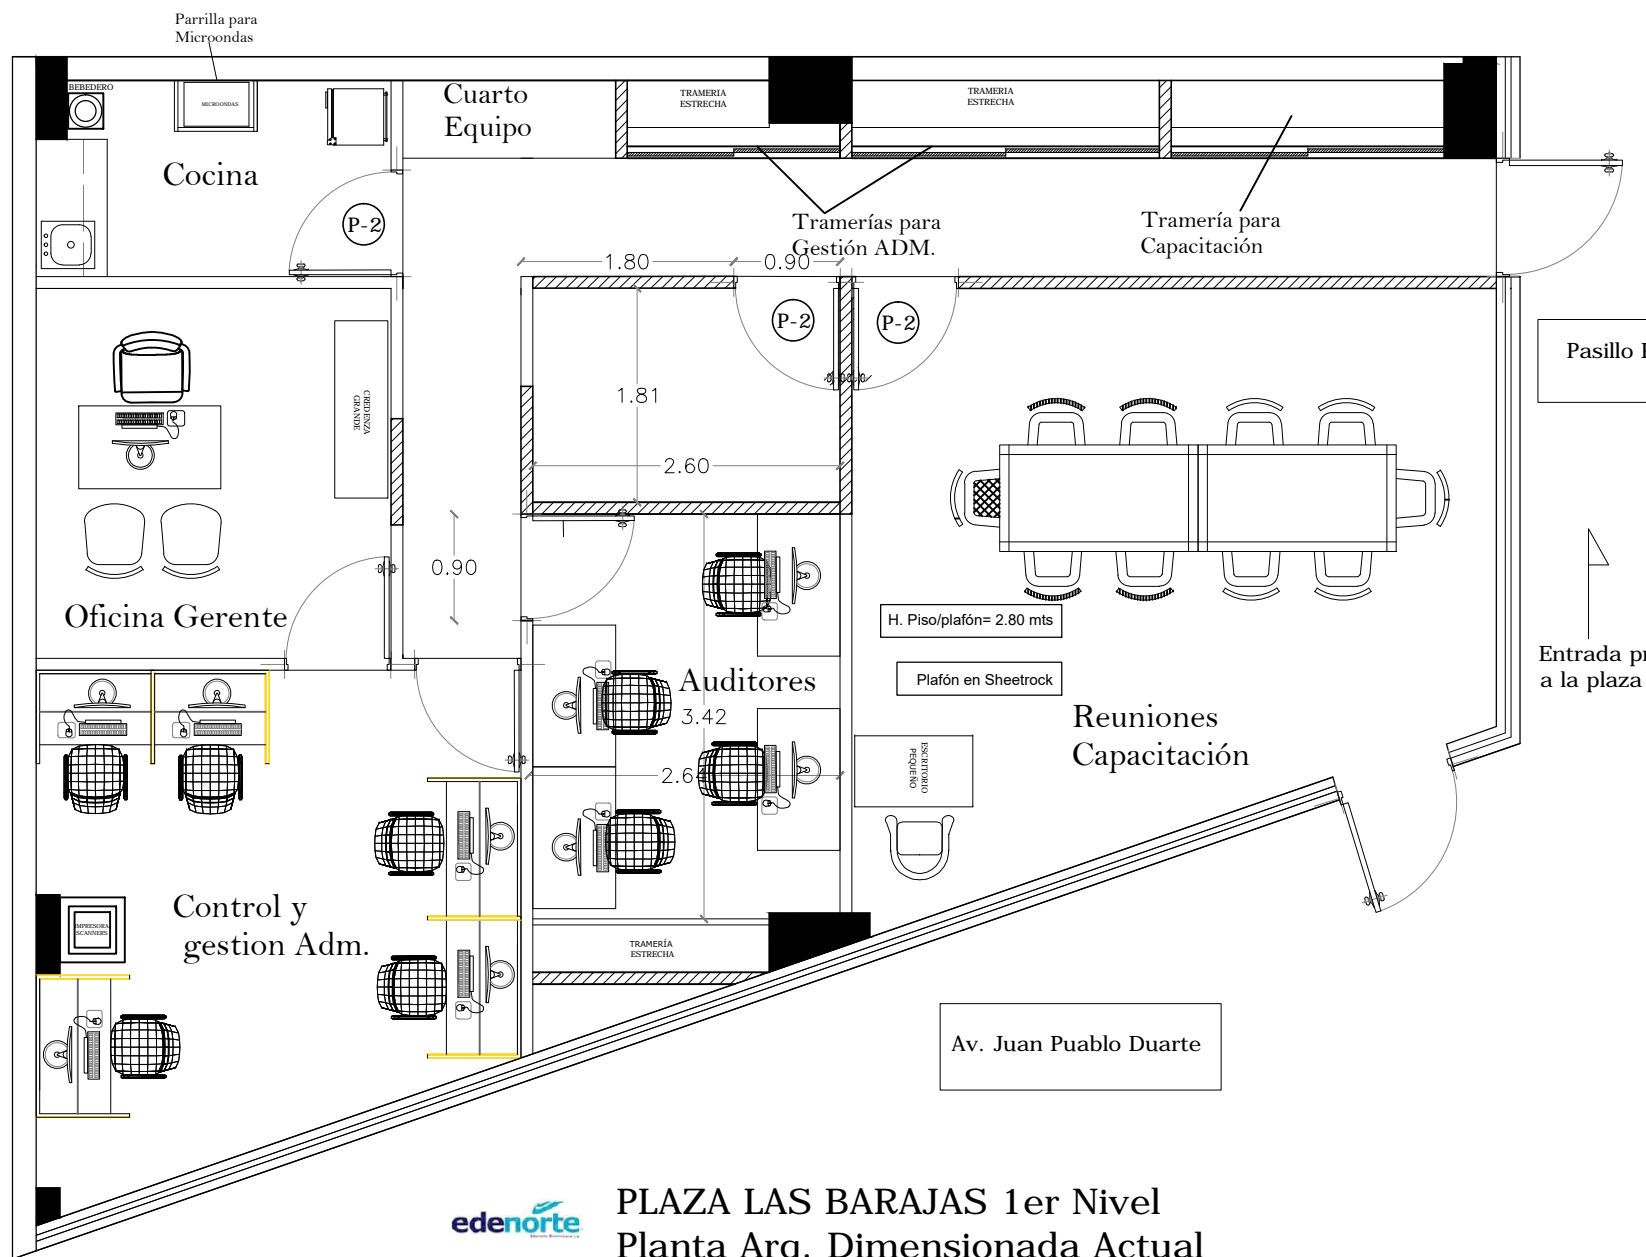 Parrilla para
Microondas
BEBEDERO
MICROONDAS
Cocina
P-2
Cuarto
Equipo
TRAMERIA
ESTRECHA
TRAMERIA
ESTRECHA
Tramerías para
Gestión ADM.
Tramería para
Capacitación
1.80
0.90
P-2
P-2
1.81
2.60
CREDENZA
GRANDE
0.90
Oficina Gerente
Pasillo
H. Piso/plafón= 2.80 mts
Plafón en Sheetrock
Entrada
a la plaza
Auditores
3.42
2.64
Reuniones
Capacitación
ESCRITORIO
PEQUEÑO
Control y
gestion Adm.
IMPRESORA
SCANNERS
TRAMERÍA
ESTRECHA
Av. Juan Puablo Duarte
edenorte
PLAZA LAS BARAJAS 1er Nivel
Planta Arq. Dimensionada Actual